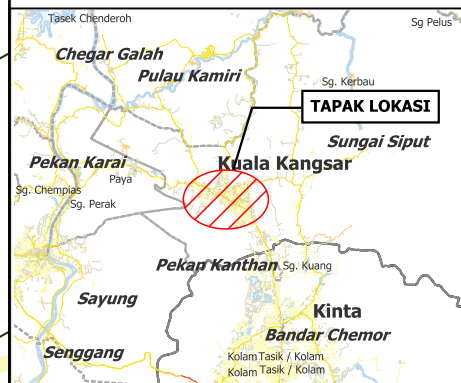 Tasek Chenderoh
Sg Pelus
Chegar Galah
Pulau Kamiri
Sg. Kerbau
TAPAK LOKASI
Sungai Siput
Pekan Karai
Kuala Kangsar
Paya
Sg. Chempias
Sg. Perak
Pekan Kanthan
Sg. Kuang
Sayung
Kinta
Bandar Chemor
Senggang
Kolam Tasik / Kolam
Kolam Tasik / Kolam